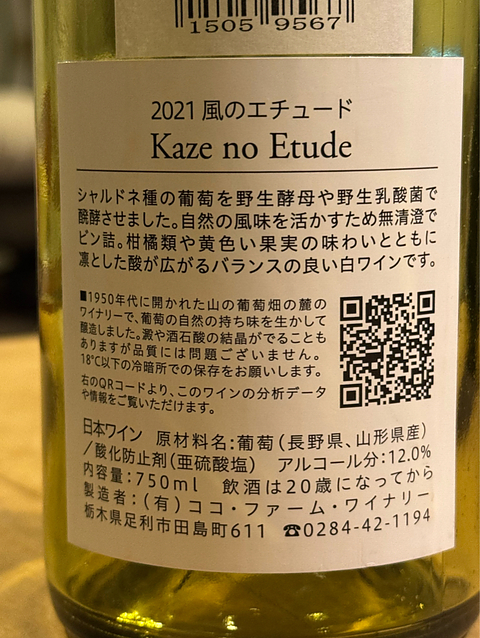 1505 9567
2021 風のエチュード
Kaze no Etude
シャルドネ種の葡萄を野生酵母や野生乳酸菌で
醗酵させました。自然の風味を活かすため無清澄で
ビン詰。柑橘類や黄色い果実の味わいとともに
凛とした酸が広がるバランスの良い白ワインです。
■1950年代に開かれた山の葡萄畑の麓の
ワイナリーで、葡萄の自然の持ち味を生かして
醸造しました。澱や酒石酸の結晶がでることも
ありますが品質には問題ございません。
18℃以下の冷暗所での保存をお願いします。
右のQRコードより、このワインの分析データ
や情報をご覧いただけます。
日本ワイン 原材料名:葡萄(長野県、山形県産)
/酸化防止剤(亜硫酸塩) アルコール分:12.0%
内容量:750ml 飲酒は20歳になってから
製造者:(有)ココ・ファーム・ワイナリー
栃木県足利市田島町611 ☎0284-42-1194